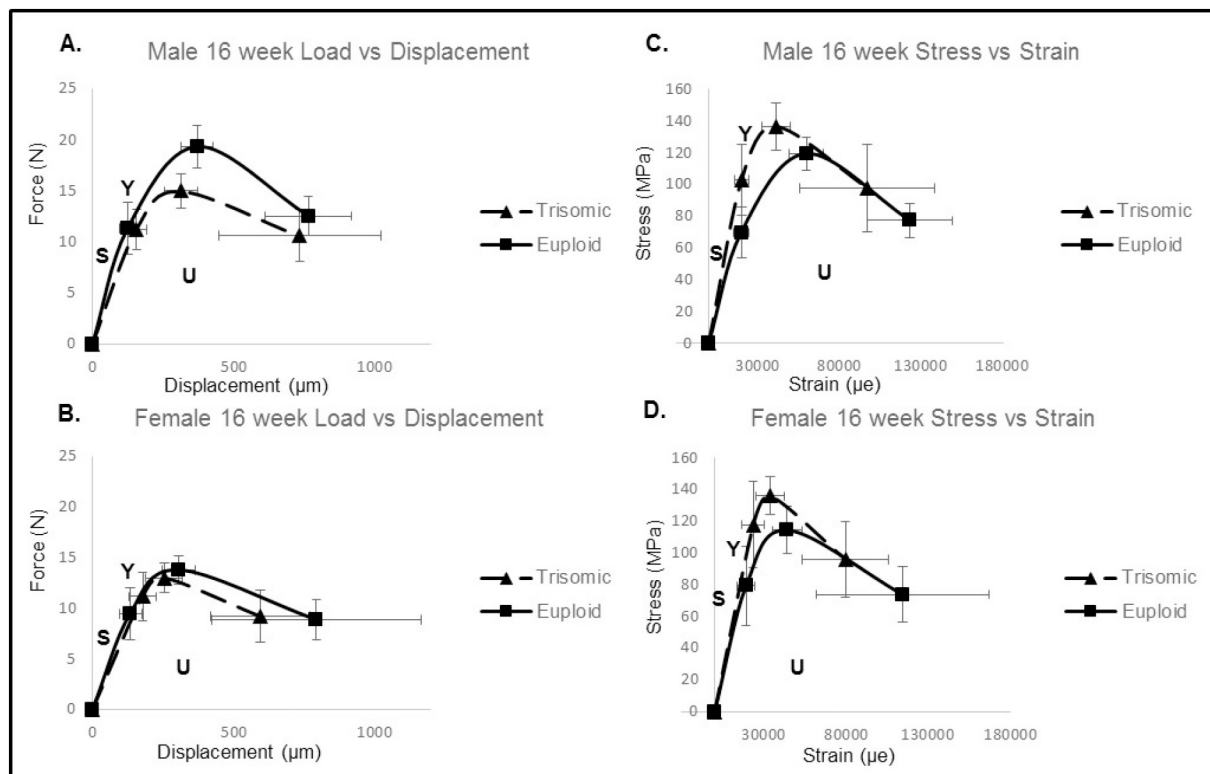 A.
Male 16 week Load vs Displacement
25
20
15
10
5
0
Force (N)
Y
S
U
0 500 1000
Displacement (µm)
Trisomic
Euploid
C.
Male 16 week Stress vs Strain
160
140
120
100
80
60
40
20
0
Stress (MPa)
Y
S
U
30000 80000 130000 180000
Strain (µe)
Trisomic
Euploid
B.
Female 16 week Load vs Displacement
25
20
15
10
5
0
Force (N)
Y
S
U
0 500 1000
Displacement (µm)
Trisomic
Euploid
D.
Female 16 week Stress vs Strain
160
140
120
100
80
60
40
20
0
Stress (MPa)
Y
S
U
30000 80000 130000 180000
Strain (µe)
Trisomic
Euploid